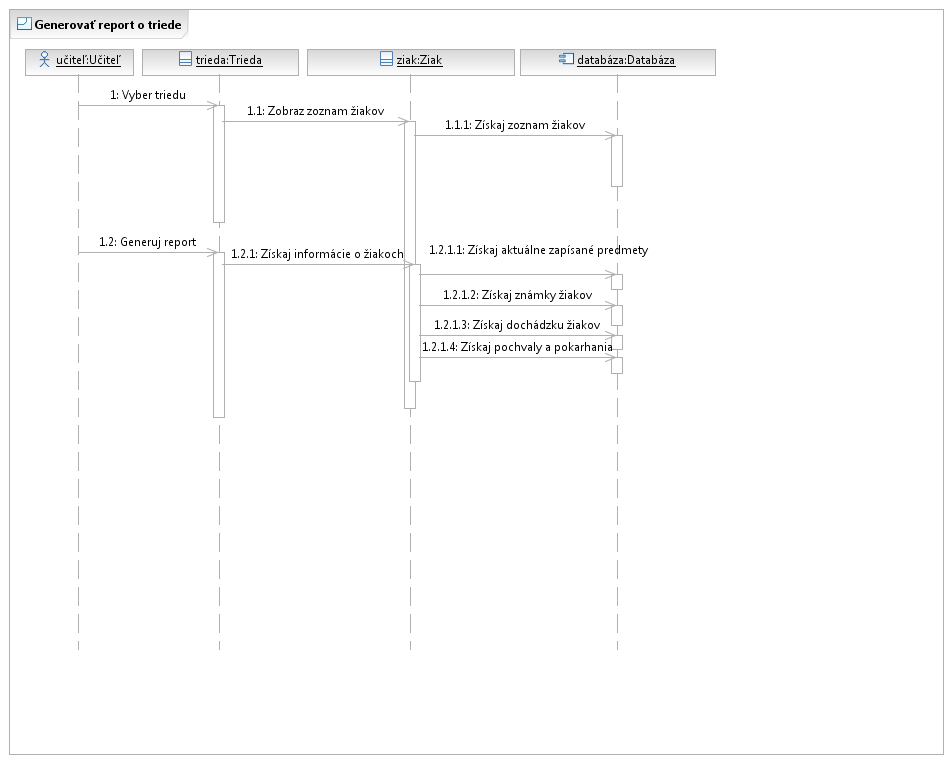 Generovať report o triede
učiteľ:Učiteľ
trieda:Trieda
ziak:Ziak
databáza:Databáza
1: Vyber triedu
1.1: Zobraz zoznam žiakov
1.1.1: Získaj zoznam žiakov
1.2: Generuj report
1.2.1: Získaj informácie o žiakoch
1.2.1.1: Získaj aktuálne zapísané predmety
1.2.1.2: Získaj známky žiakov
1.2.1.3: Získaj dochádzku žiakov
1.2.1.4: Získaj pochvaly a pokarhania